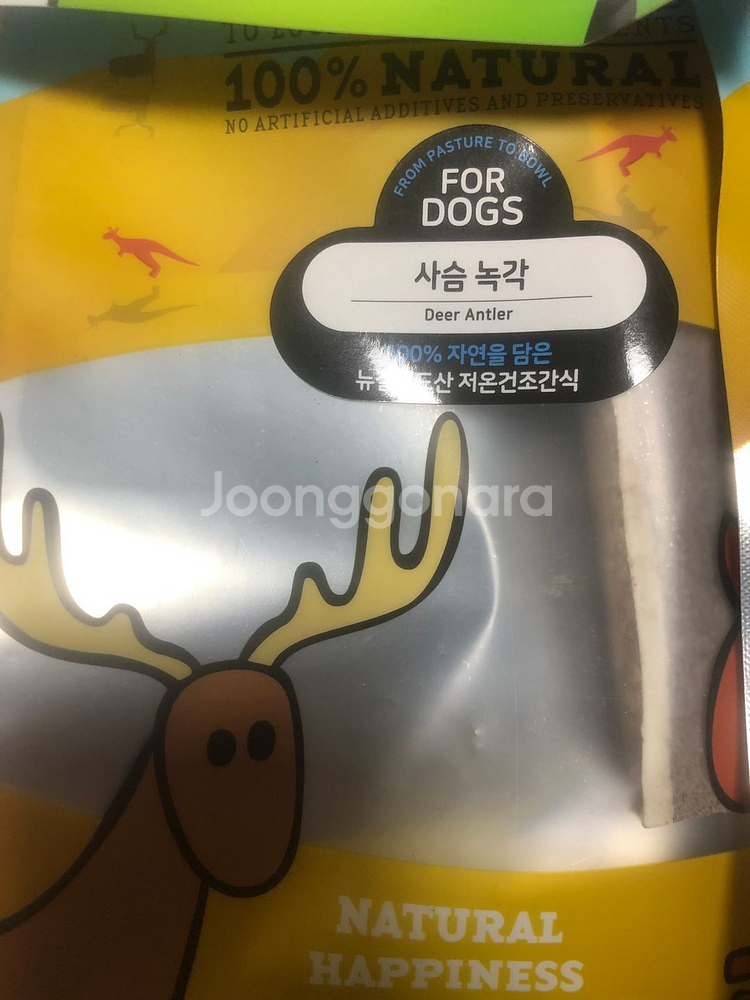 100% NATURAL
NO ARTIFICIAL ADDITIVES AND PRESERVATIVES
FROM PASTURE TO BOWL
FOR
DOGS
사슴 녹각
Deer Antler
자연을 담은
저온건조간식
Joonggonara
NATURAL
HAPPINESS